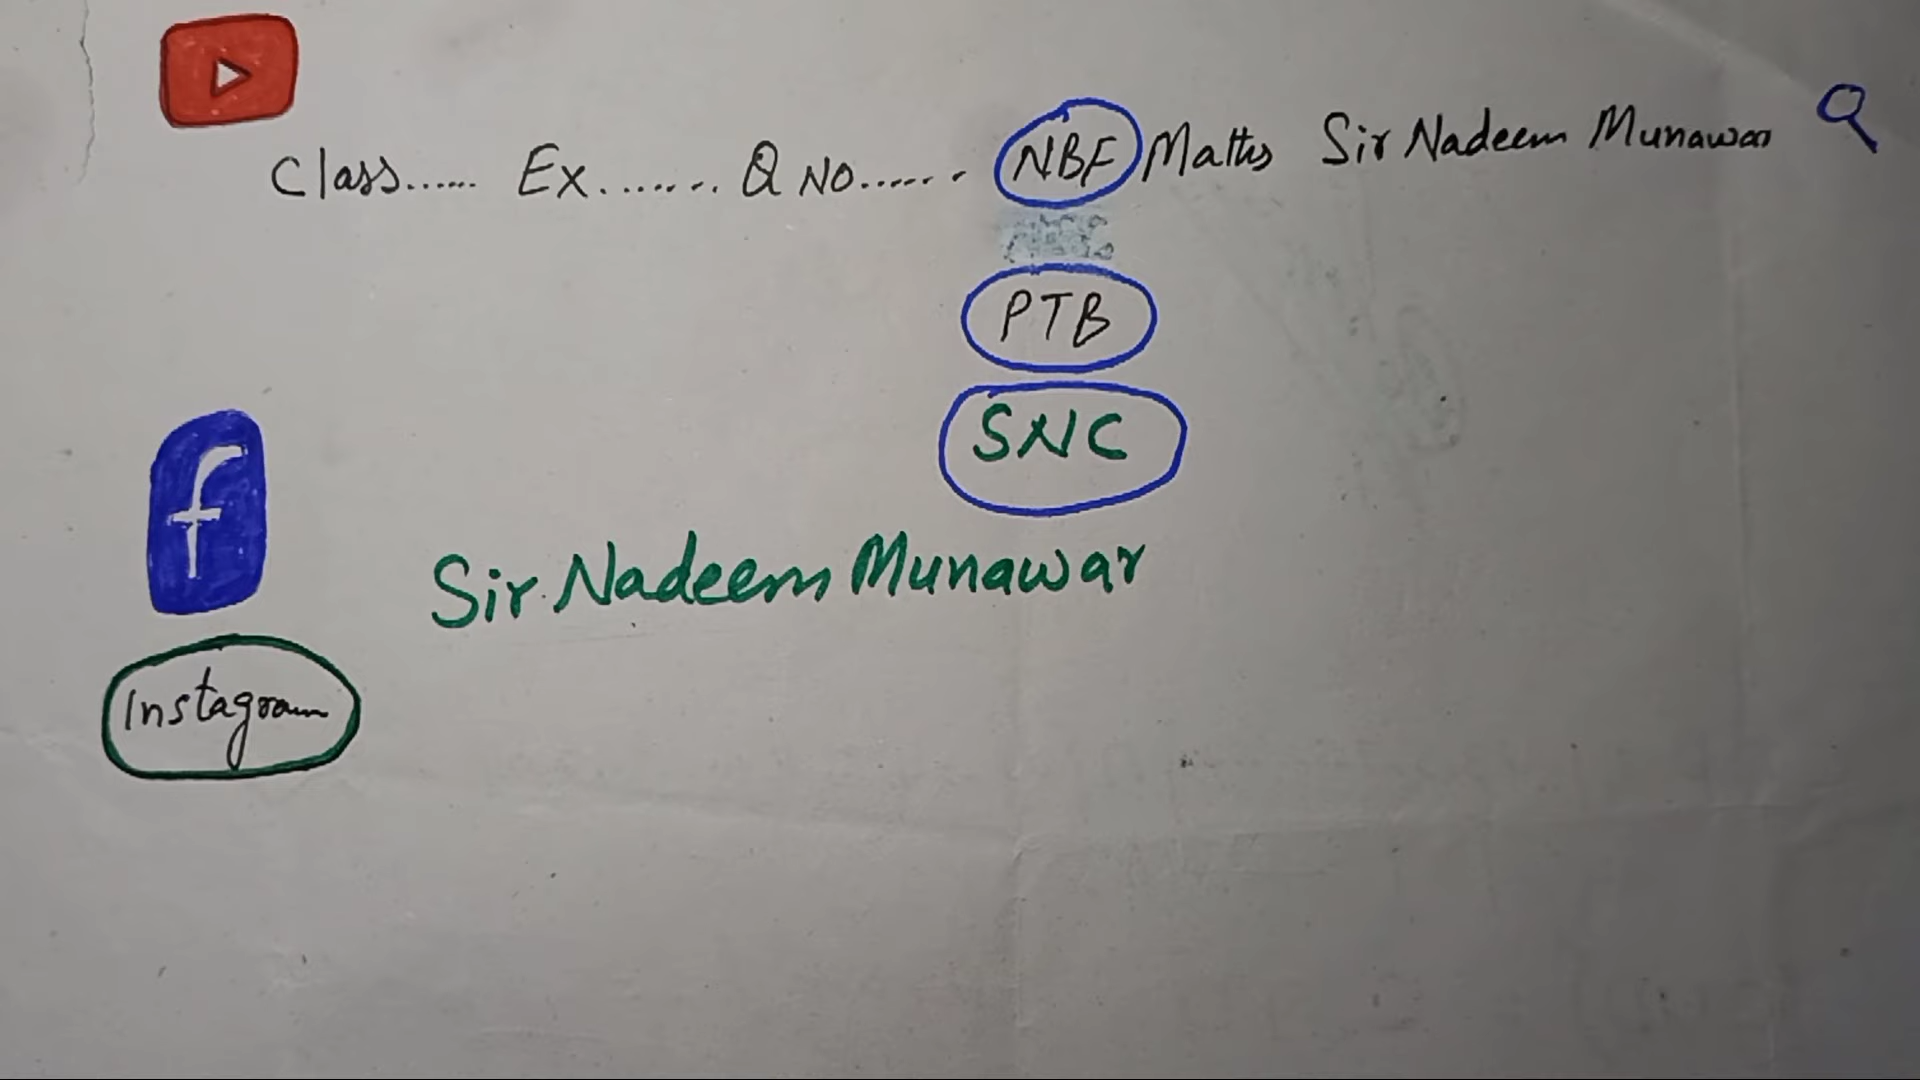 Class...... Ex........ Q No....... NBF Maths Sir Nadeem Munawar
PTB
SNC
f
Sir Nadeem Munawar
Instagram